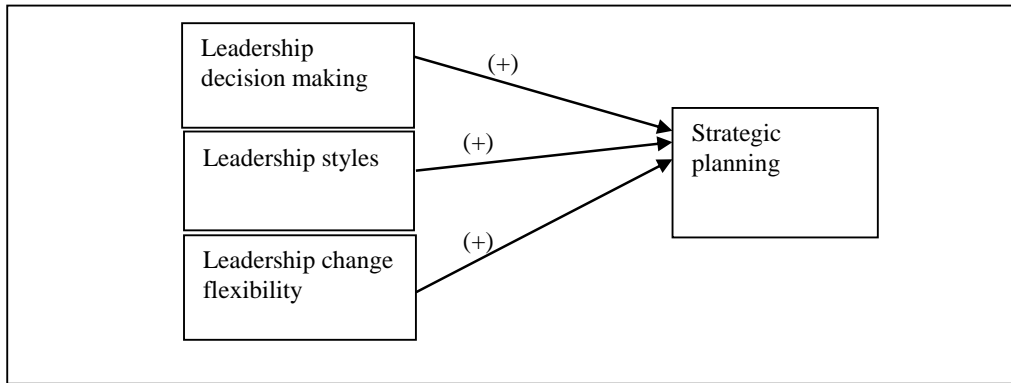 Leadership
decision making
(+)
Strategic
planning
Leadership styles
(+)
Leadership change
flexibility
(+)